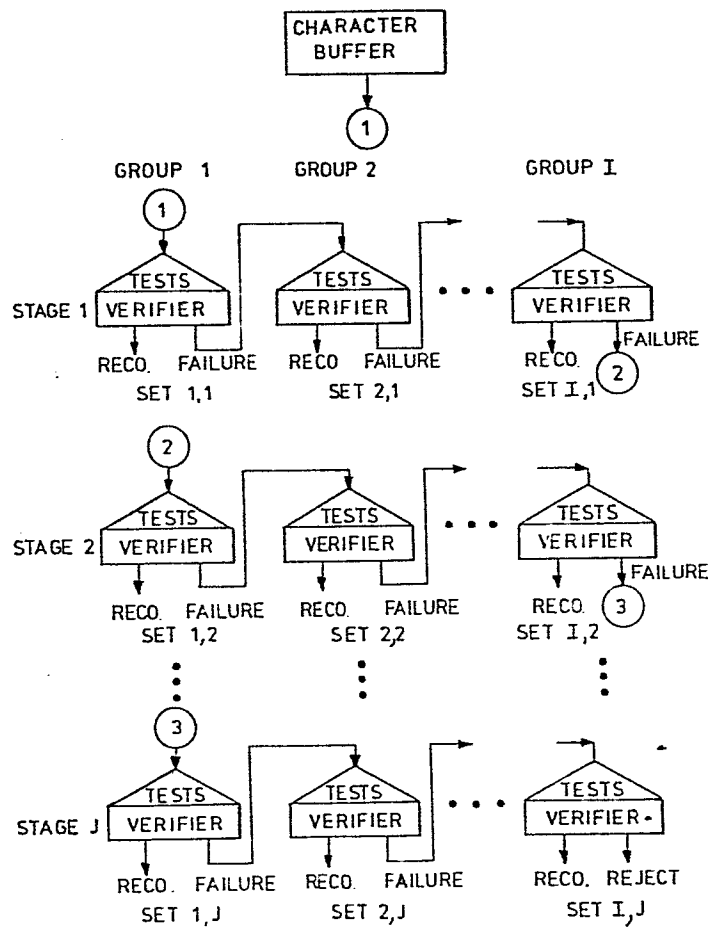 CHARACTER
BUFFER
1
GROUP 1 GROUP 2 GROUP I
1
TESTS TESTS TESTS
STAGE 1 VERIFIER VERIFIER VERIFIER
FAILURE
RECO. FAILURE RECO FAILURE RECO. 2
SET 1,1 SET 2,1 SET I,1
2
TESTS TESTS TESTS
STAGE 2 VERIFIER VERIFIER VERIFIER
FAILURE
RECO. FAILURE RECO. FAILURE RECO. 3
SET 1,2 SET 2,2 SET I,2
3
TESTS TESTS TESTS
STAGE J VERIFIER VERIFIER VERIFIER
RECO. FAILURE RECO. FAILURE RECO. REJECT
SET 1,J SET 2,J SET I,J